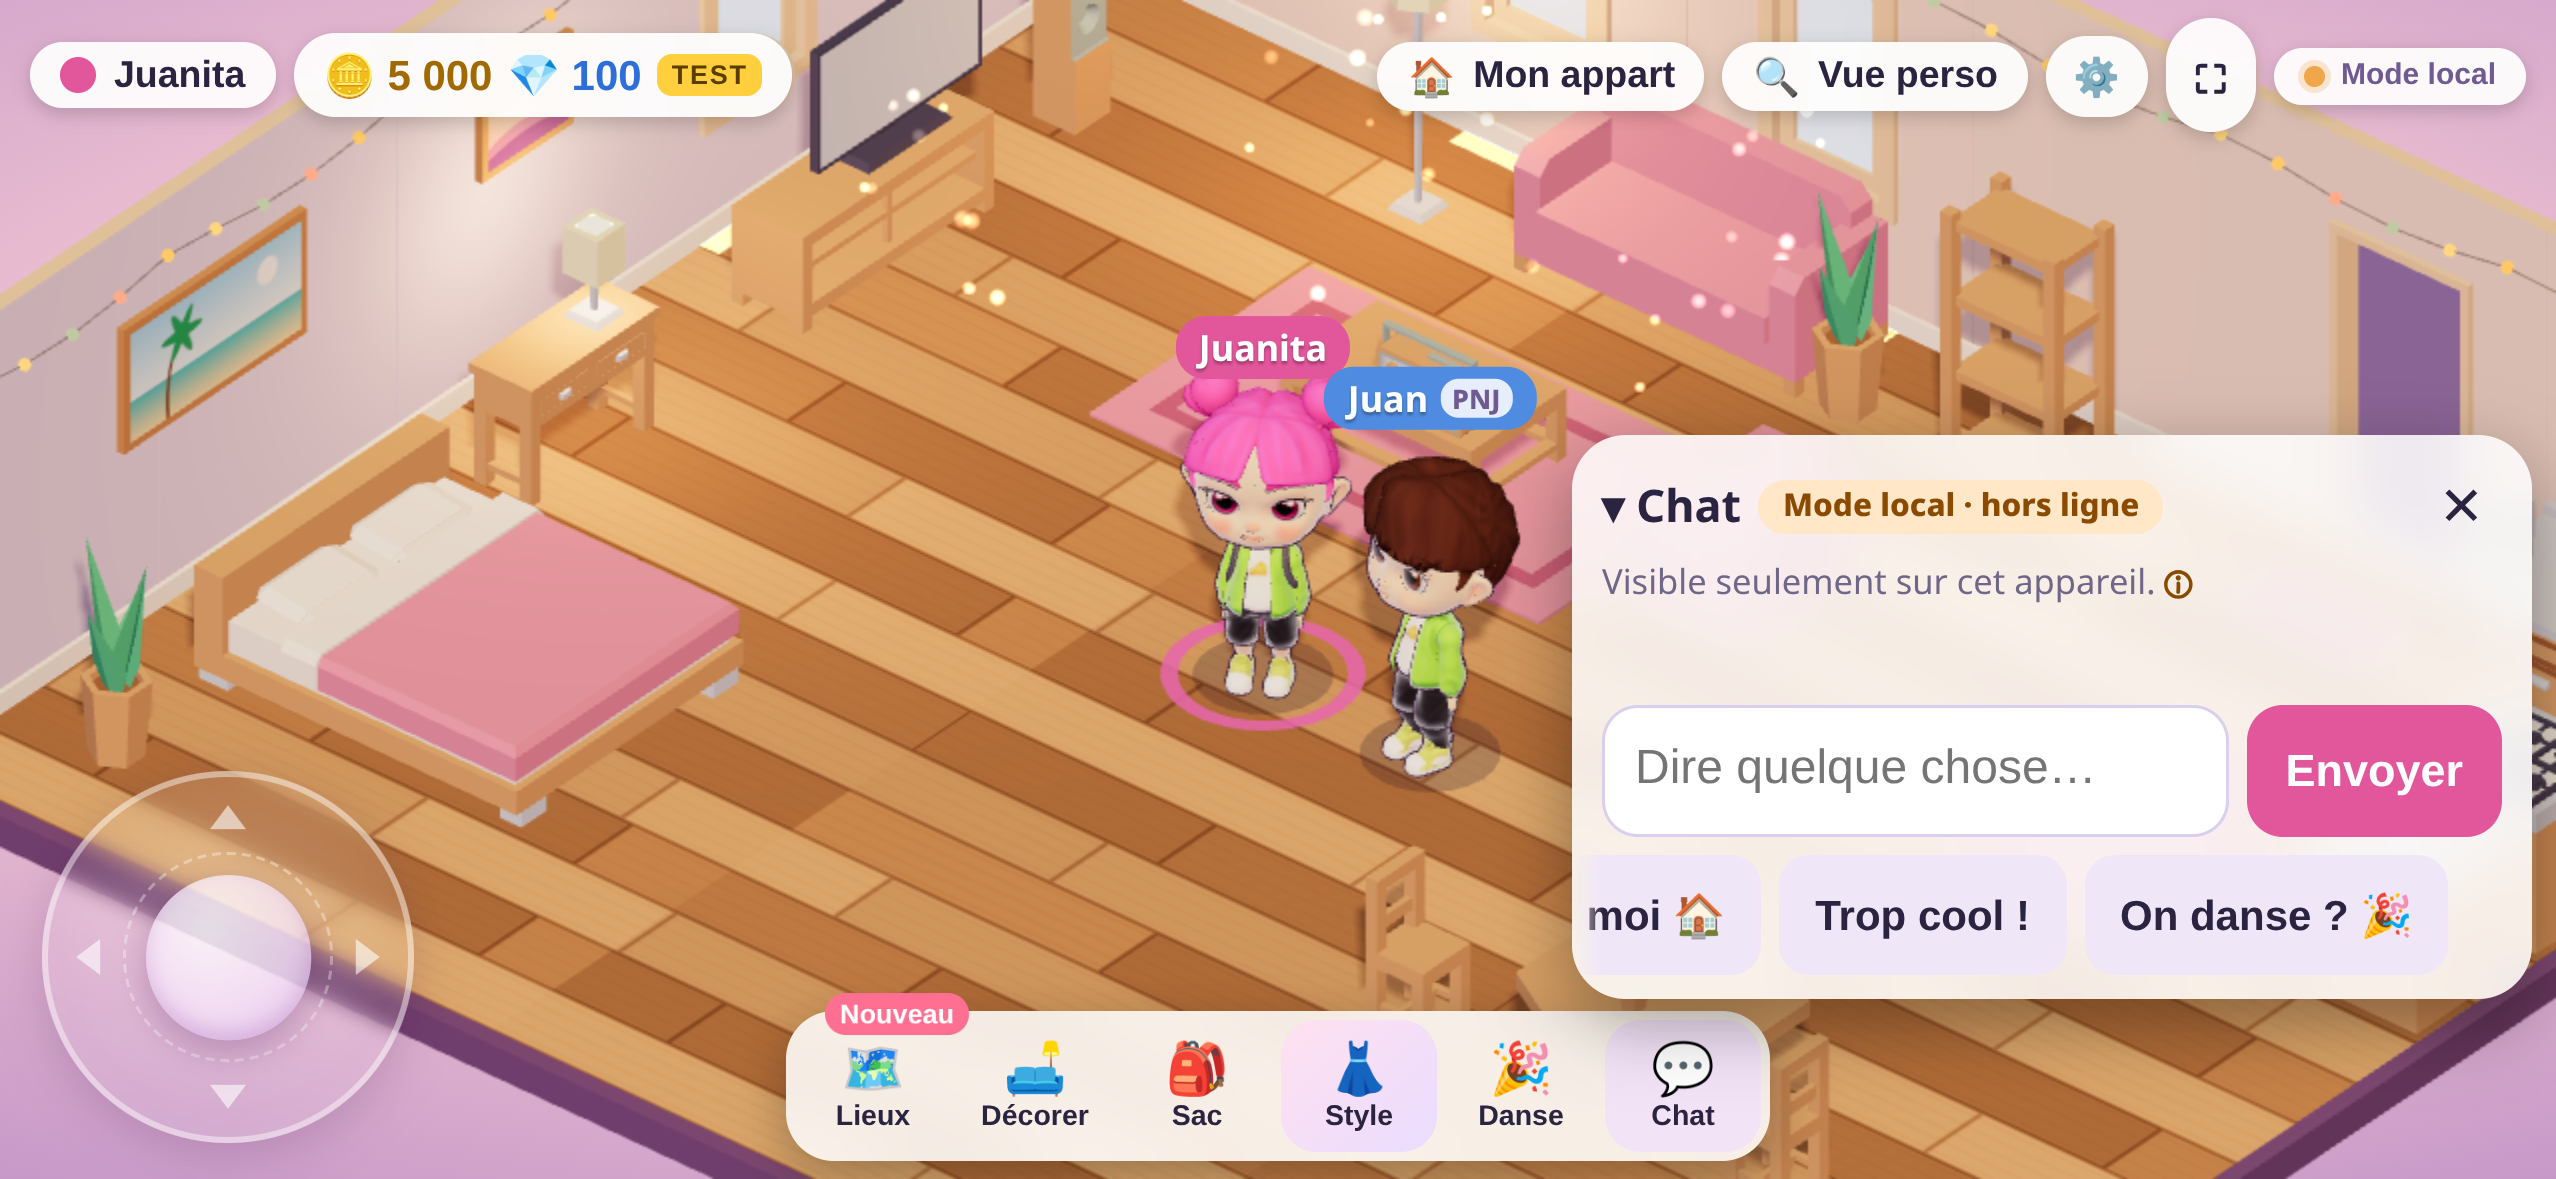 Juanita
5 000 100 TEST
Mon appart
Vue perso
Mode local
Juanita
Juan PNJ
▼ Chat Mode local · hors ligne
Visible seulement sur cet appareil.
Dire quelque chose…
Envoyer
moi
Trop cool !
On danse ?
Nouveau
Lieux
Décorer
Sac
Style
Danse
Chat